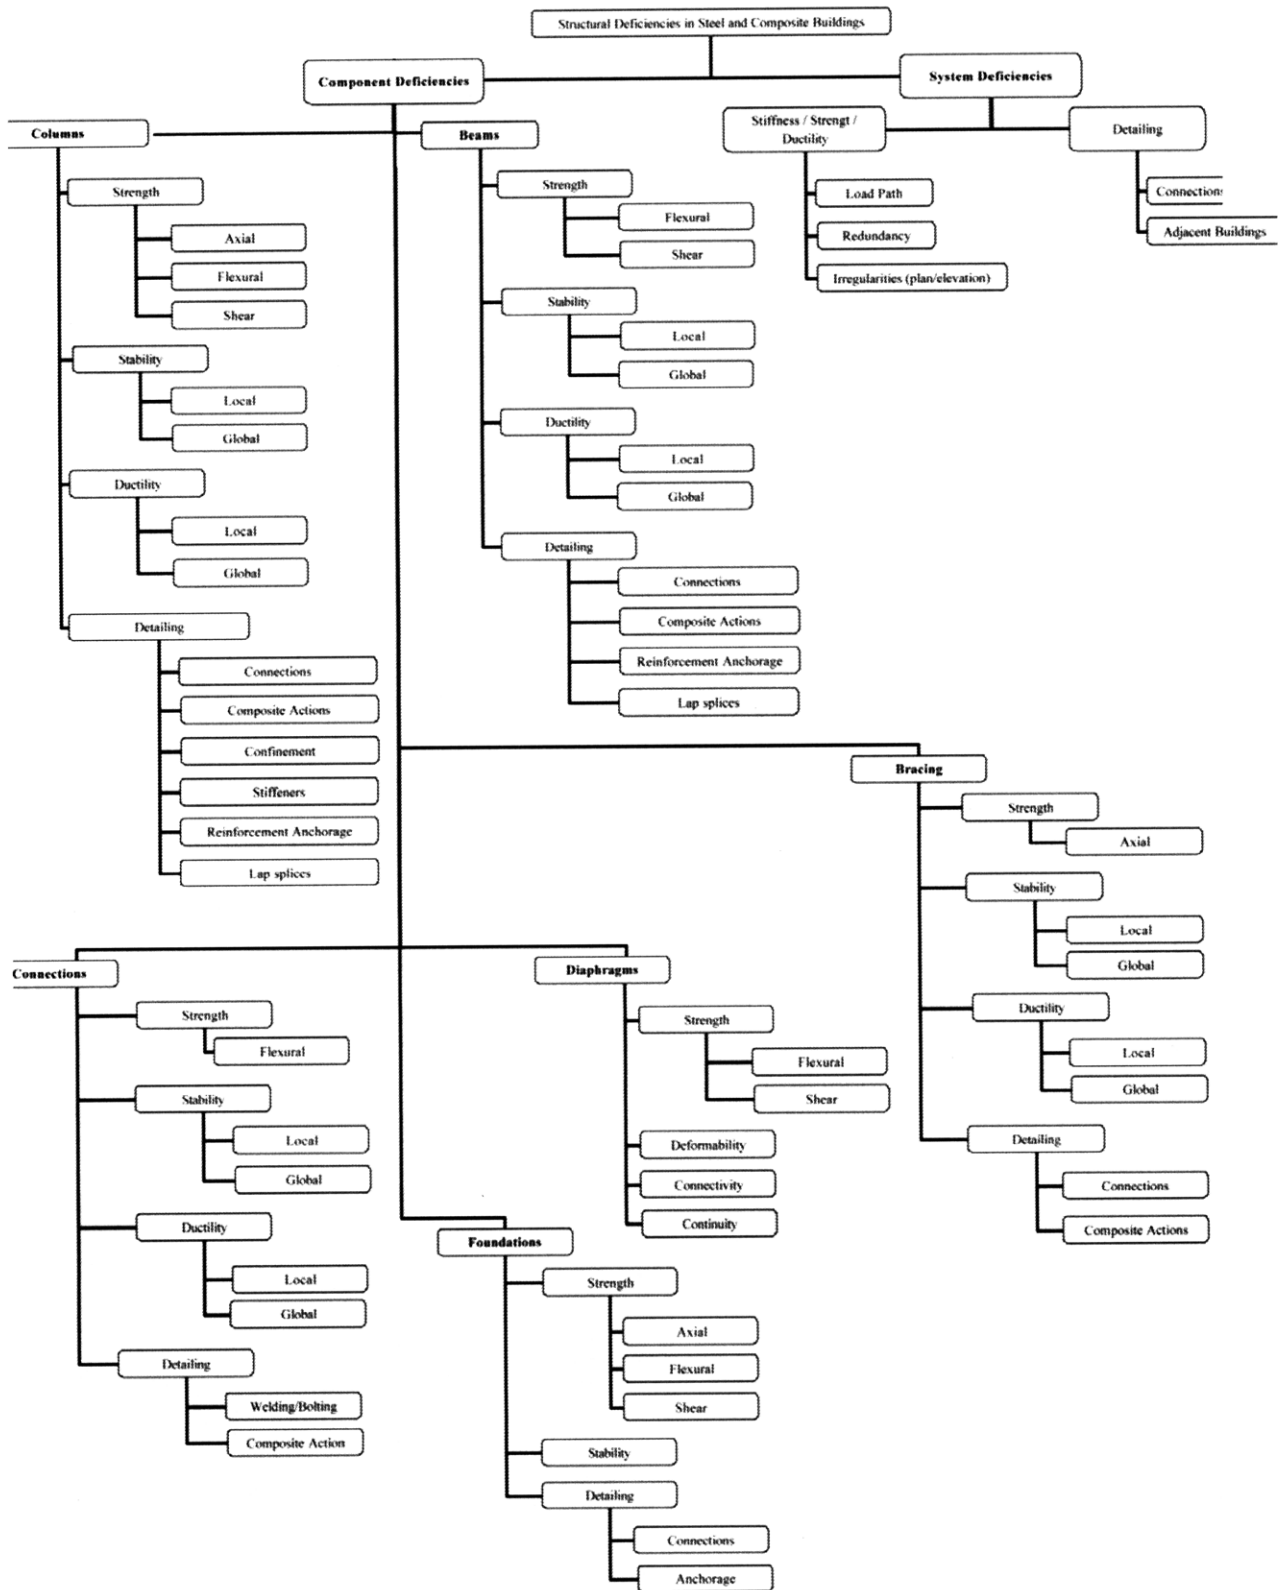 Structural Deficiencies in Steel and Composite Buildings
Component Deficiencies
System Deficiencies
Columns
Strength
Axial
Flexural
Shear
Stability
Local
Global
Ductility
Local
Global
Detailing
Connections
Composite Actions
Confinement
Stiffeners
Reinforcement Anchorage
Lap splices
Beams
Strength
Flexural
Shear
Stability
Local
Global
Ductility
Local
Global
Detailing
Connections
Composite Actions
Reinforcement Anchorage
Lap splices
Stiffness / Strengt /
Ductility
Load Path
Redundancy
Irregularities (plan/elevation)
Detailing
Connections
Adjacent Buildings
Bracing
Strength
Axial
Stability
Local
Global
Ductility
Local
Global
Detailing
Connections
Composite Actions
Connections
Strength
Flexural
Stability
Local
Global
Ductility
Local
Global
Detailing
Welding/Bolting
Composite Action
Diaphragms
Strength
Flexural
Shear
Deformability
Connectivity
Continuity
Foundations
Strength
Axial
Flexural
Shear
Stability
Detailing
Connections
Anchorage